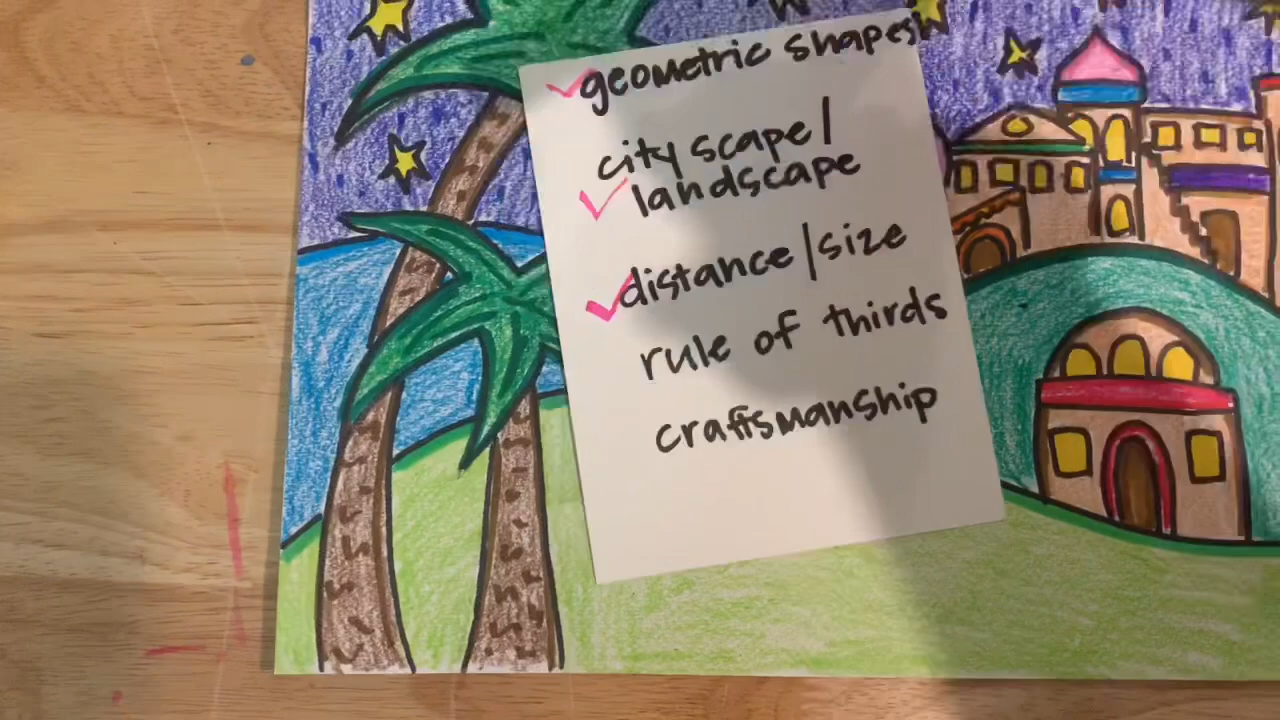 geometric shapes
city scape/
landscape
distance/size
rule of thirds
craftsmanship